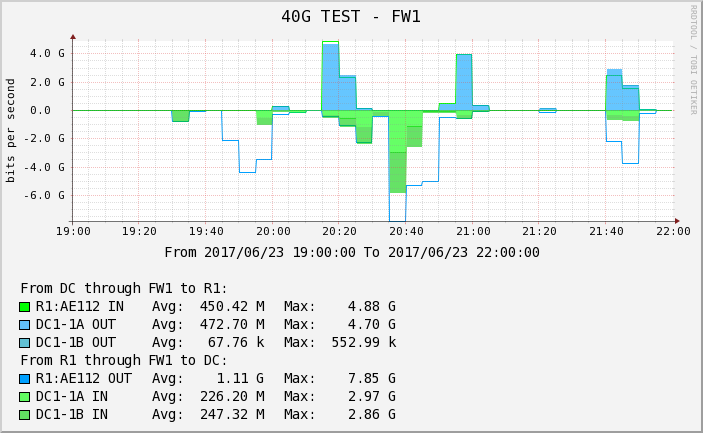 40G TEST - FW1
RRDTOOL / TOBI OETIKER
bits per second
4.0 G
2.0 G
0.0
-2.0 G
-4.0 G
-6.0 G
19:00 19:20 19:40 20:00 20:20 20:40 21:00 21:20 21:40 22:00
From 2017/06/23 19:00:00 To 2017/06/23 22:00:00
From DC through FW1 to R1:
R1:AE112 IN Avg: 450.42 M Max: 4.88 G
DC1-1A OUT Avg: 472.70 M Max: 4.70 G
DC1-1B OUT Avg: 67.76 k Max: 552.99 k
From R1 through FW1 to DC:
R1:AE112 OUT Avg: 1.11 G Max: 7.85 G
DC1-1A IN Avg: 226.20 M Max: 2.97 G
DC1-1B IN Avg: 247.32 M Max: 2.86 G